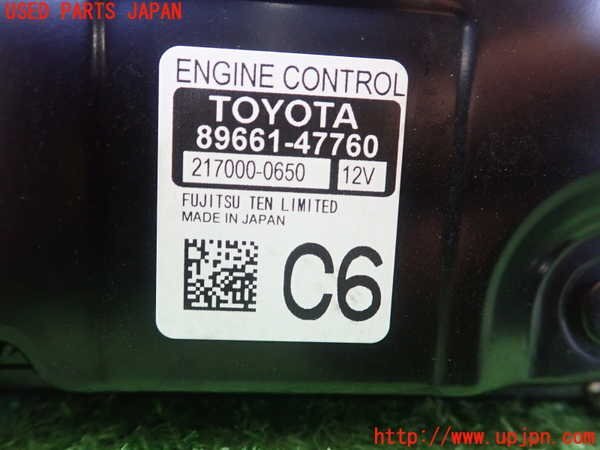 USED PARTS JAPAN
ENGINE CONTROL
TOYOTA
89661-47760
217000-0650 12V
FUJITSU TEN LIMITED
MADE IN JAPAN
C6
http://www.upjpn.com/